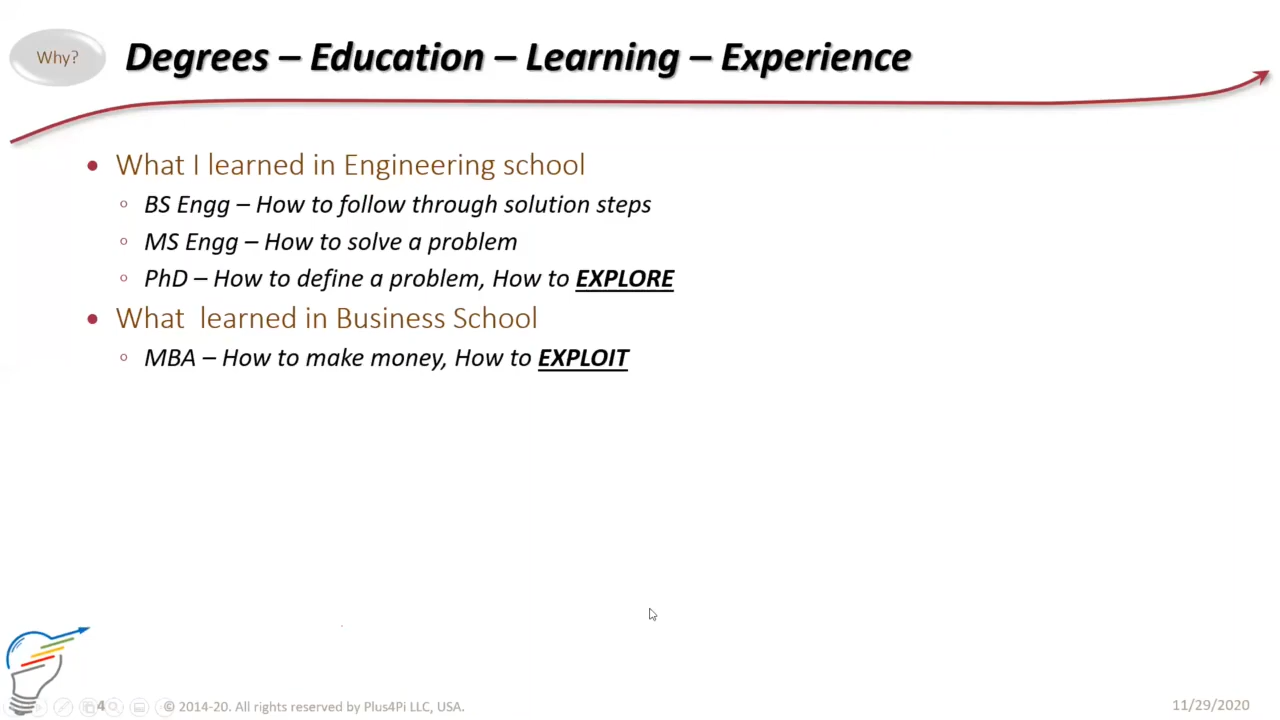 Why?
Degrees – Education – Learning – Experience
What I learned in Engineering school
BS Engg – How to follow through solution steps
MS Engg – How to solve a problem
PhD – How to define a problem, How to EXPLORE
What  learned in Business School
MBA – How to make money, How to EXPLOIT
4
© 2014-20. All rights reserved by Plus4Pi LLC, USA.
11/29/2020